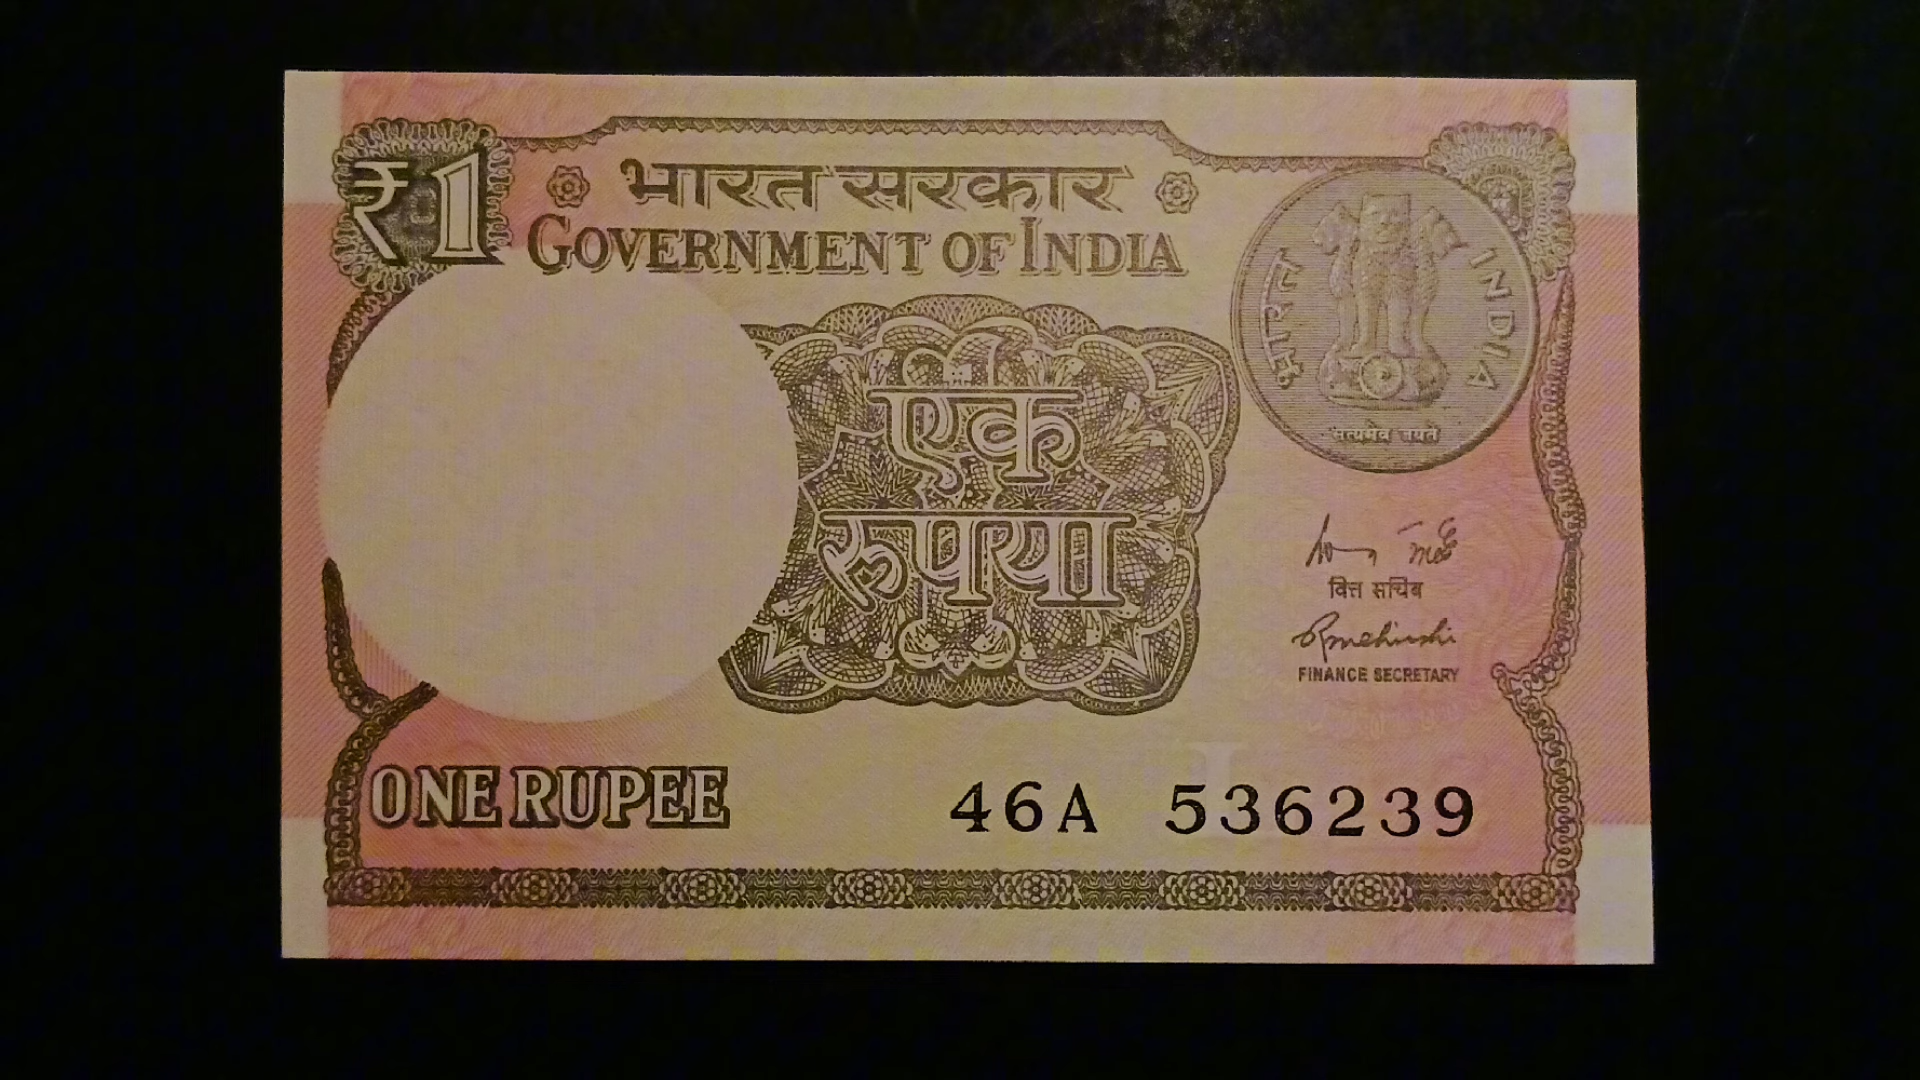 ₹1
भारत सरकार
GOVERNMENT OF INDIA
भारत INDIA
सत्यमेव जयते
एक
रुपया
वित्त सचिव
FINANCE SECRETARY
ONE RUPEE
46A 536239